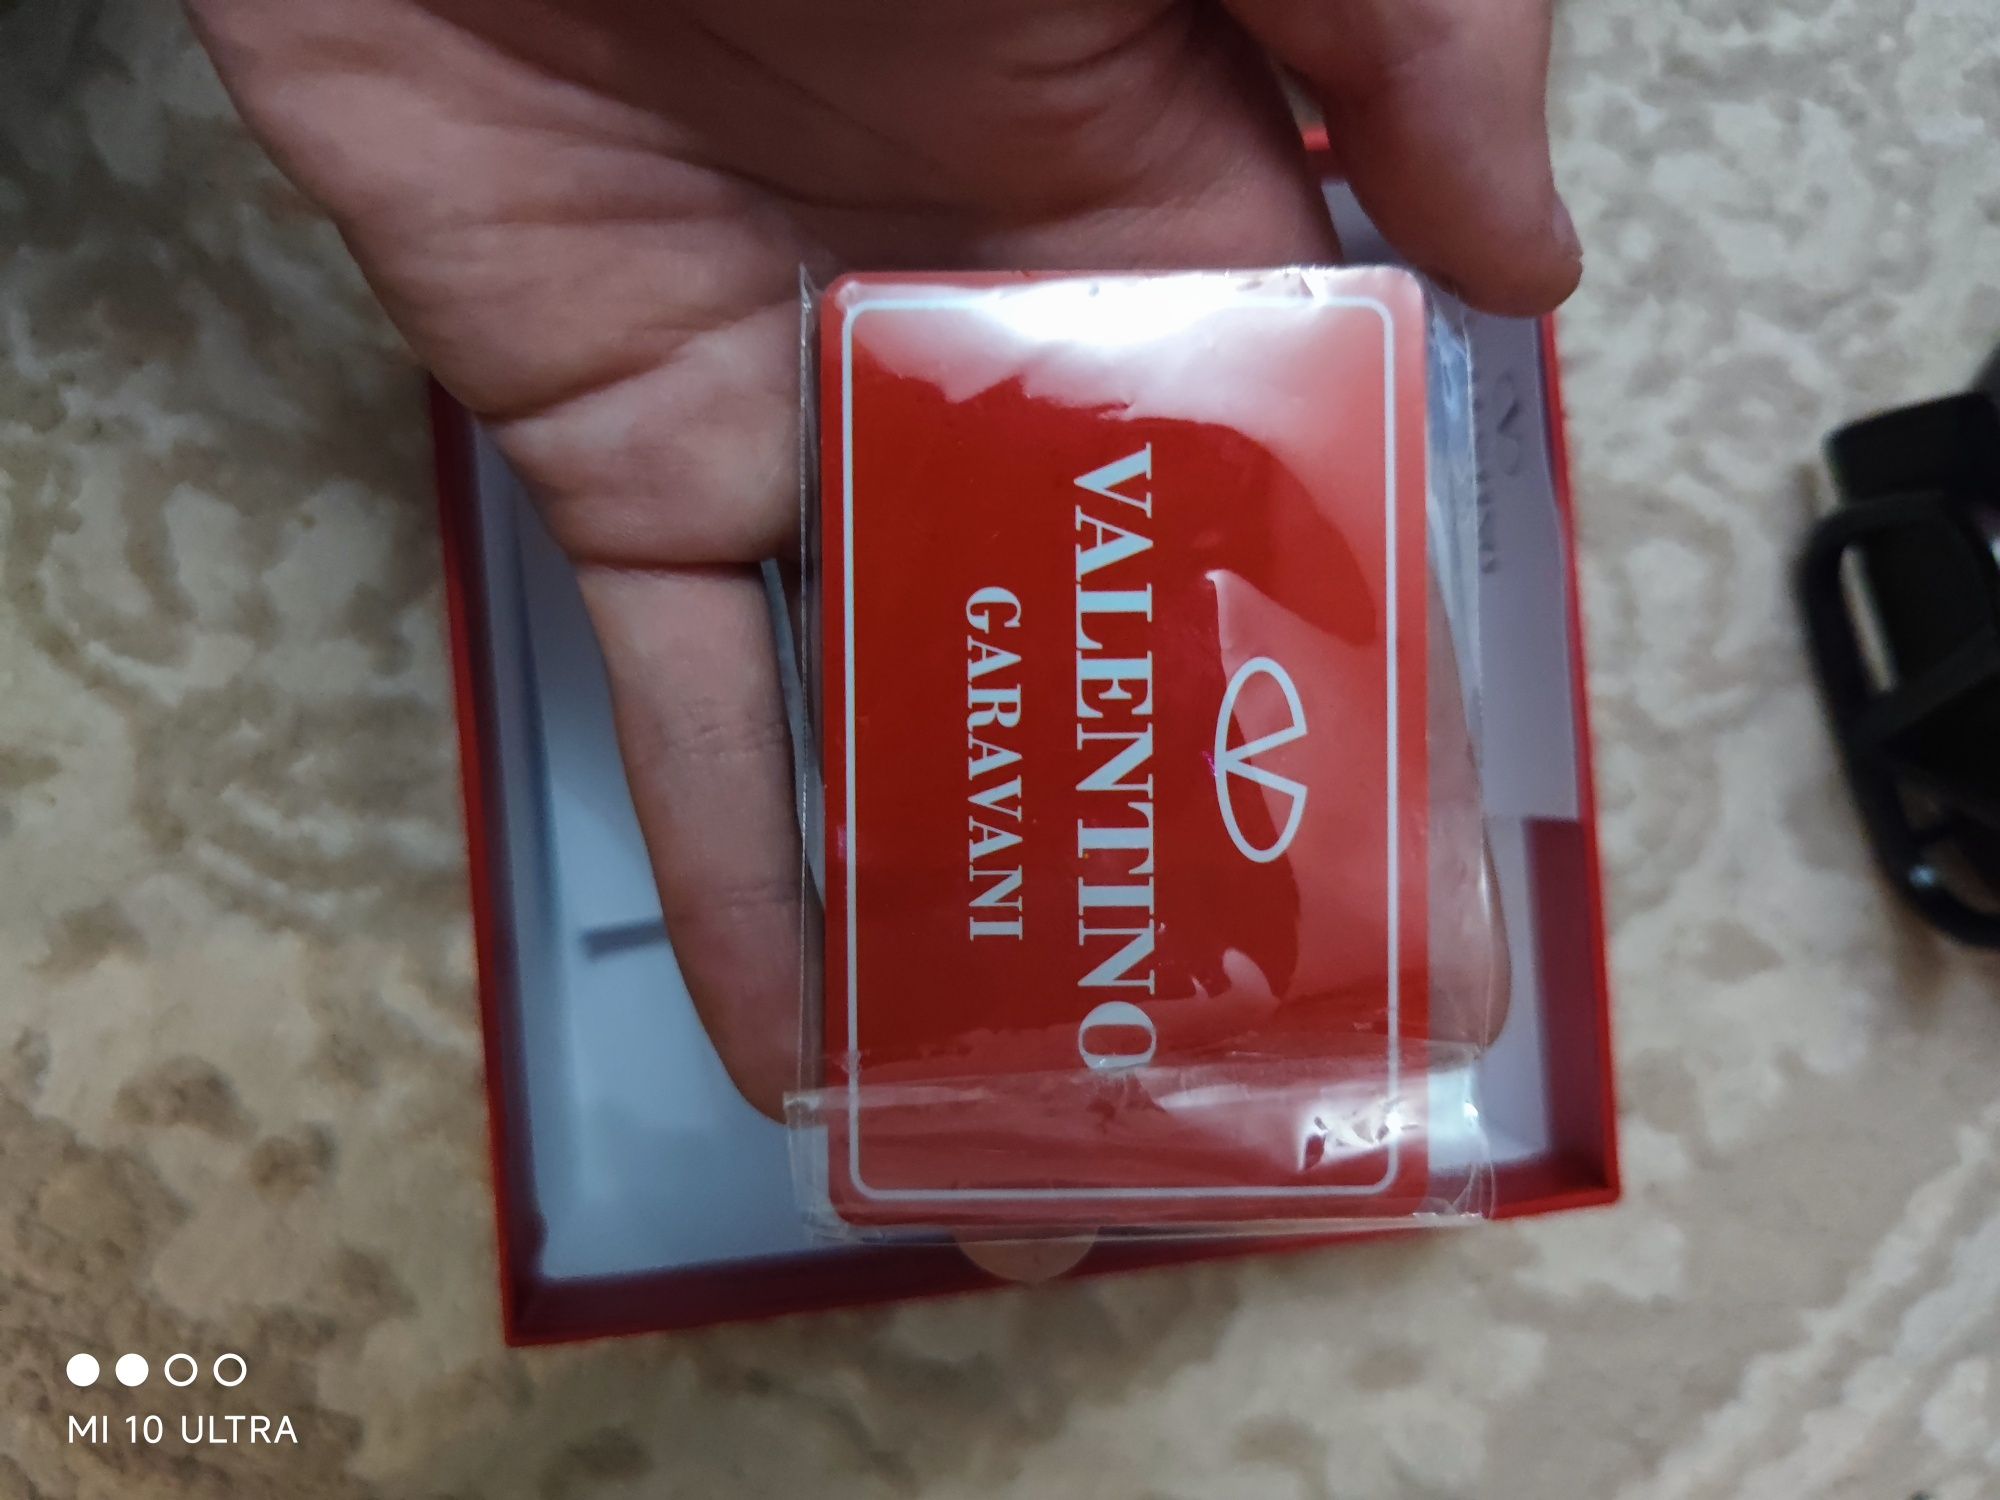 VALENTINO
GARAVANI
MI 10 ULTRA